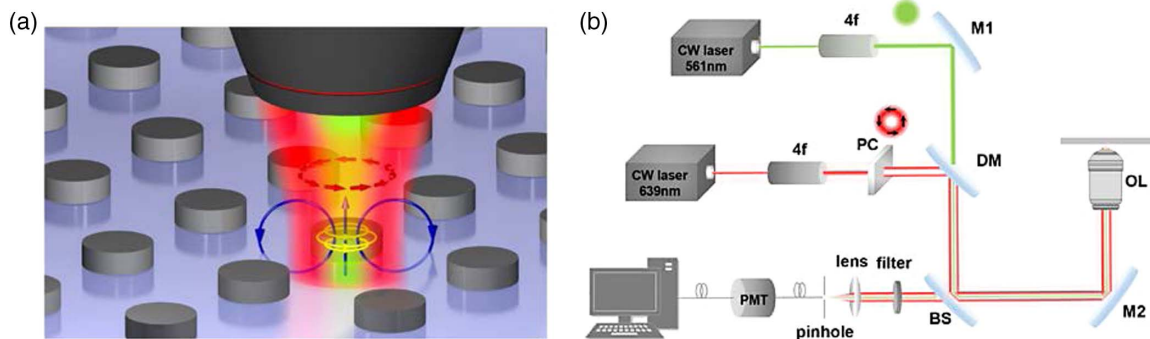 (a)
(b)
CW laser
561nm
4f
M1
CW laser
639nm
4f
PC
DM
OL
PMT
pinhole
lens
filter
BS
M2